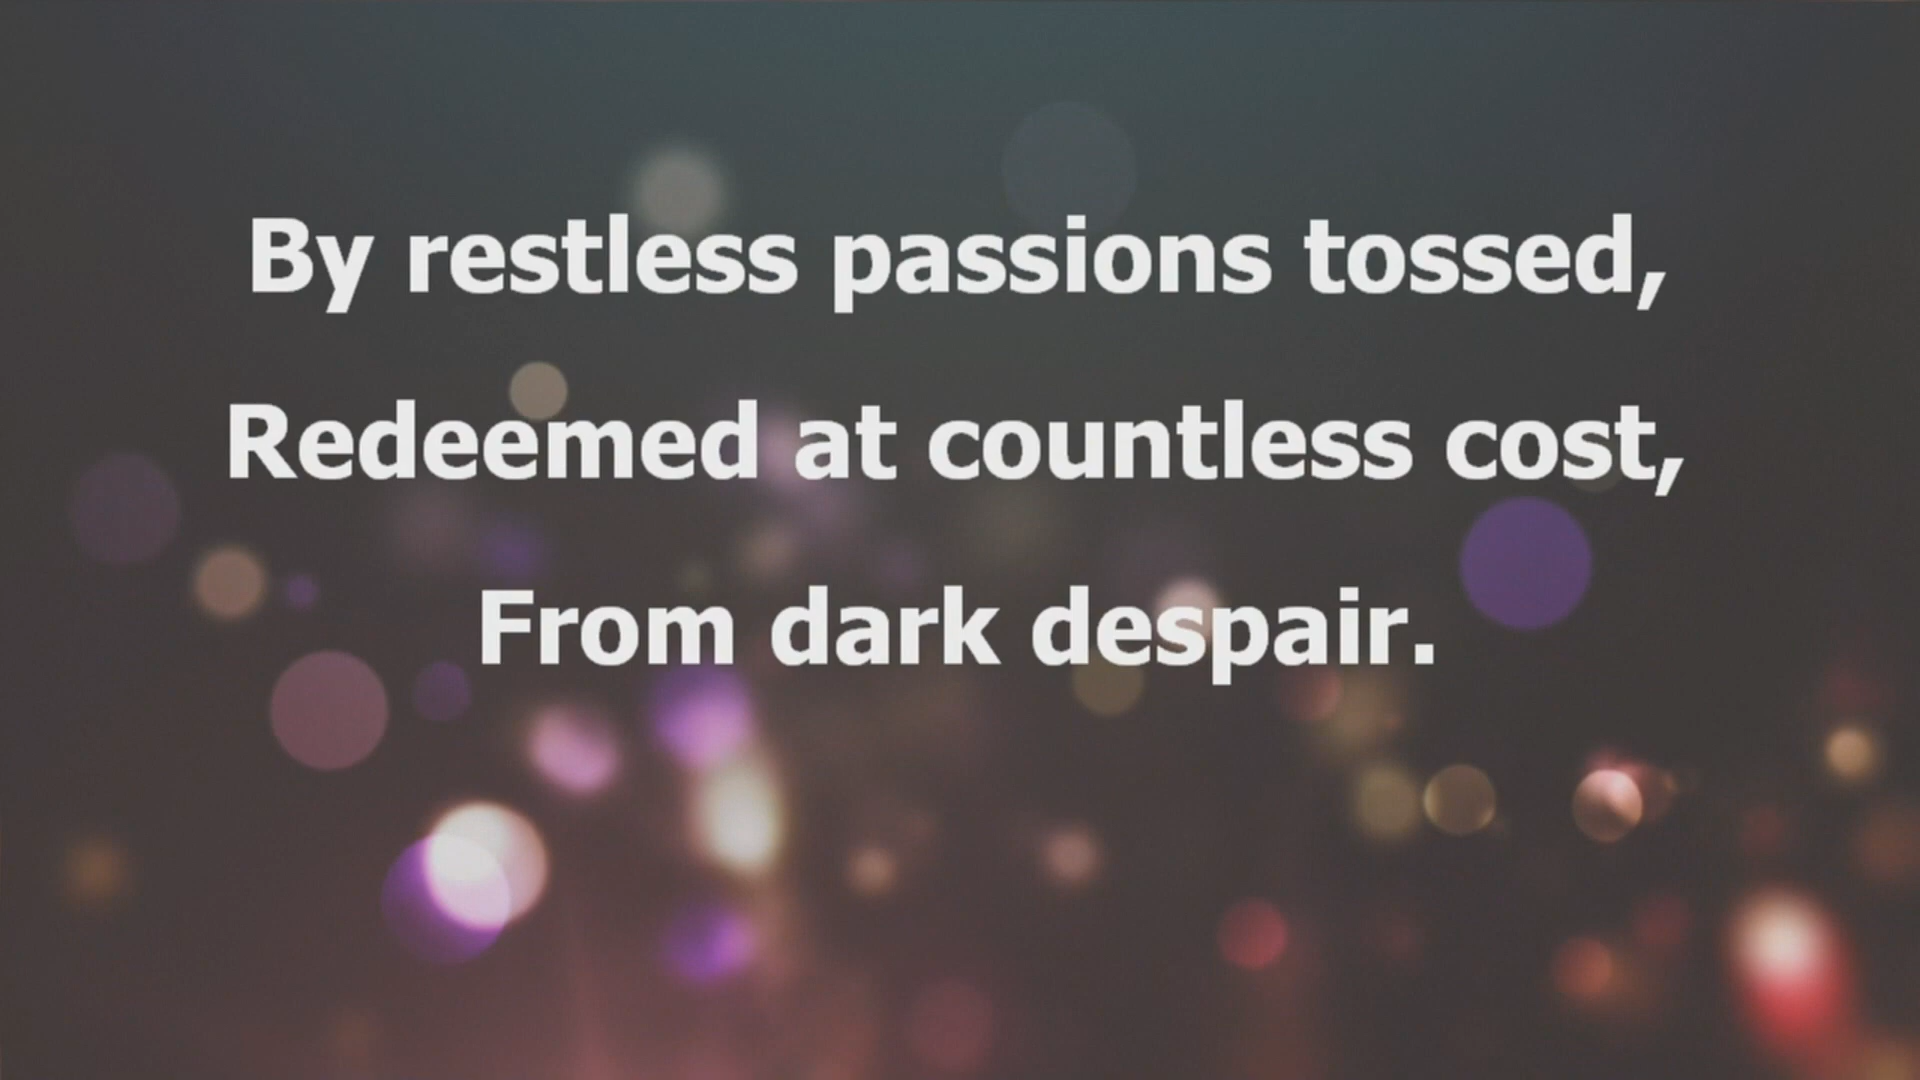 By restless passions tossed,
Redeemed at countless cost,
From dark despair.